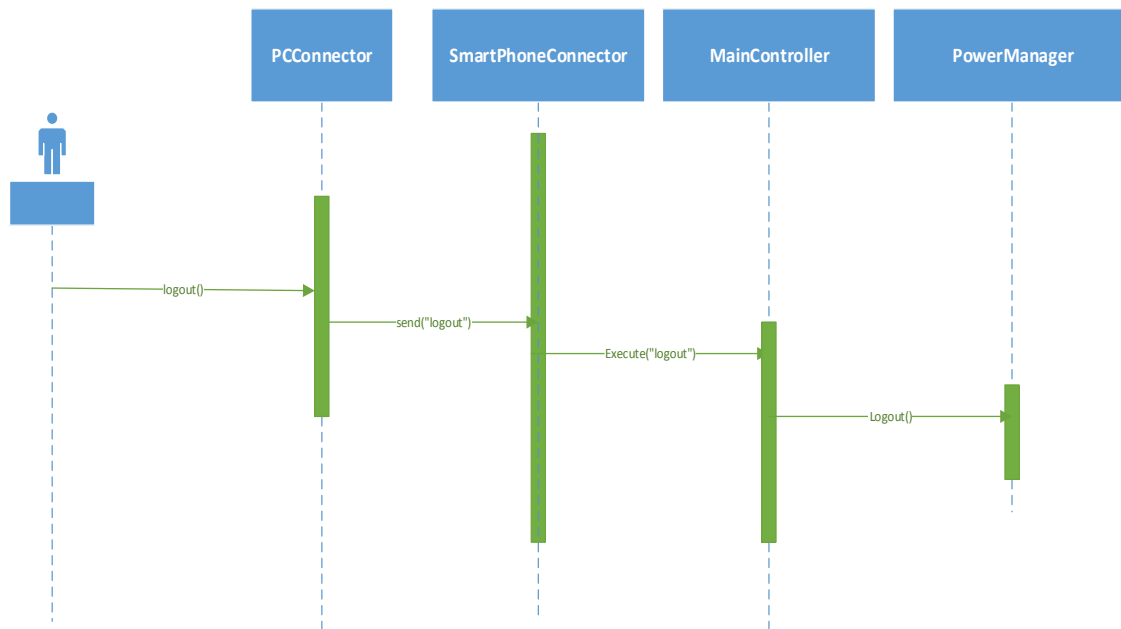 PCConnector
SmartPhoneConnector
MainController
PowerManager
logout()
send("logout")
Execute("logout")
Logout()